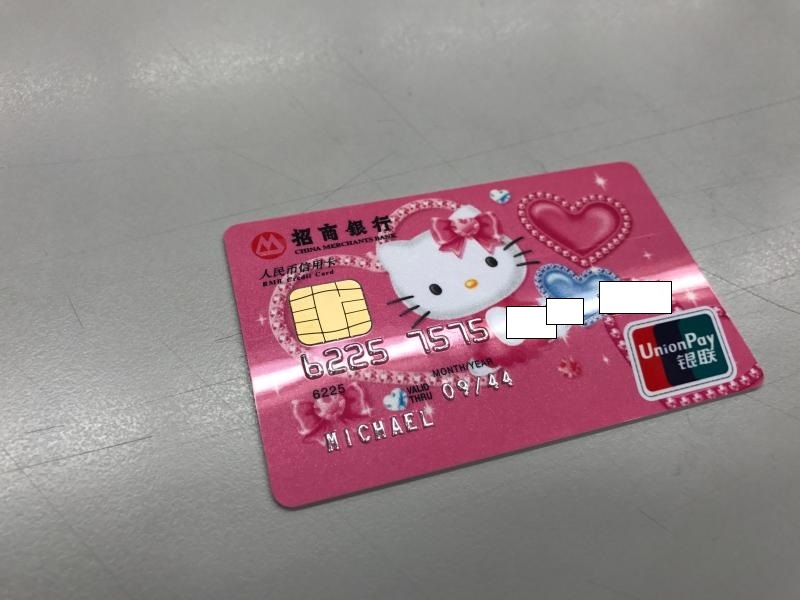 招商银行
CHINA MERCHANTS BANK
人民币信用卡
RMB Credit Card
6225 7575
6225
MONTH/YEAR
VALID THRU 09/44
MICHAEL
UnionPay
银联